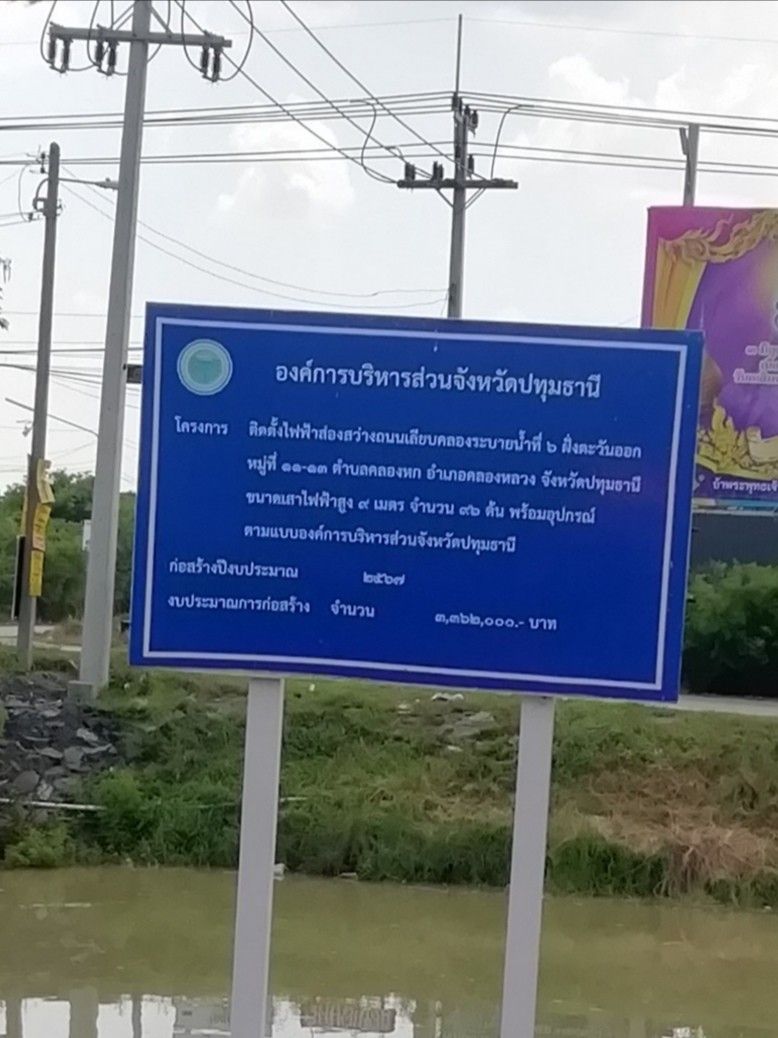 องค์การบริหารส่วนจังหวัดปทุมธานี
โครงการ ติดตั้งไฟฟ้าส่องสว่างถนนเลียบคลองระบายน้ำที่ ๖ ฝั่งตะวันออก
หมู่ที่ ๑๑-๑๓ ตำบลคลองหก อำเภอคลองหลวง จังหวัดปทุมธานี
ขนาดเสาไฟฟ้าสูง ๙ เมตร จำนวน ๙๖ ต้น พร้อมอุปกรณ์
ตามแบบองค์การบริหารส่วนจังหวัดปทุมธานี
ก่อสร้างปีงบประมาณ ๒๕๖๗
งบประมาณการก่อสร้าง จำนวน ๓,๓๖๒,๐๐๐.- บาท